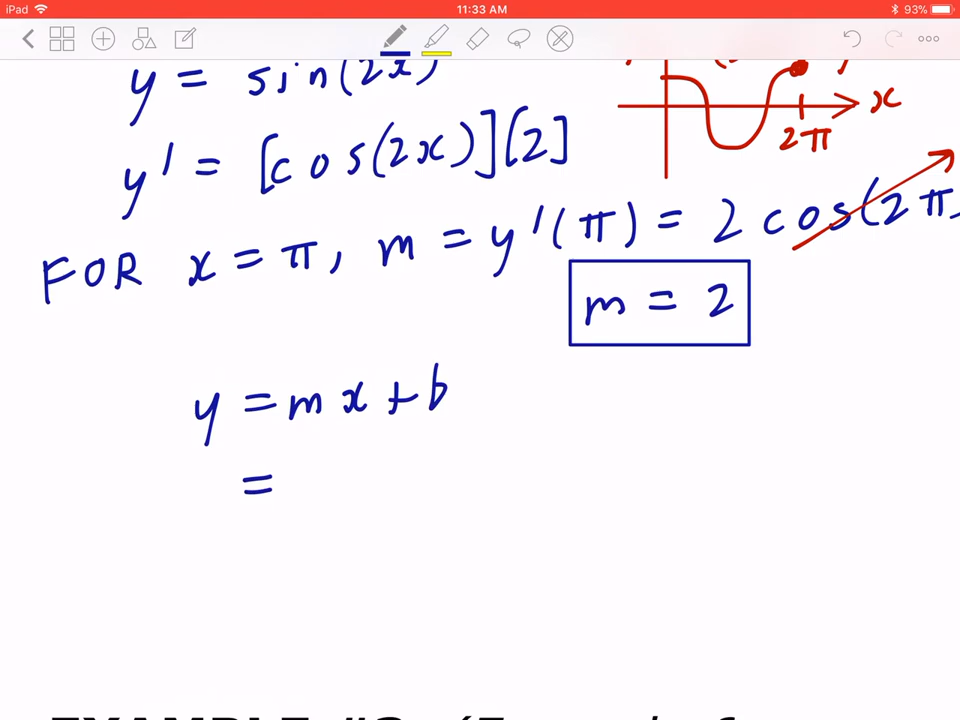 iPad 11:33 AM 93%
y = sin(2x)
y' = [cos(2x)][2]
x
2π
FOR x = π, m = y'(π) = 2 cos(2π
m = 2
y = mx + b
=